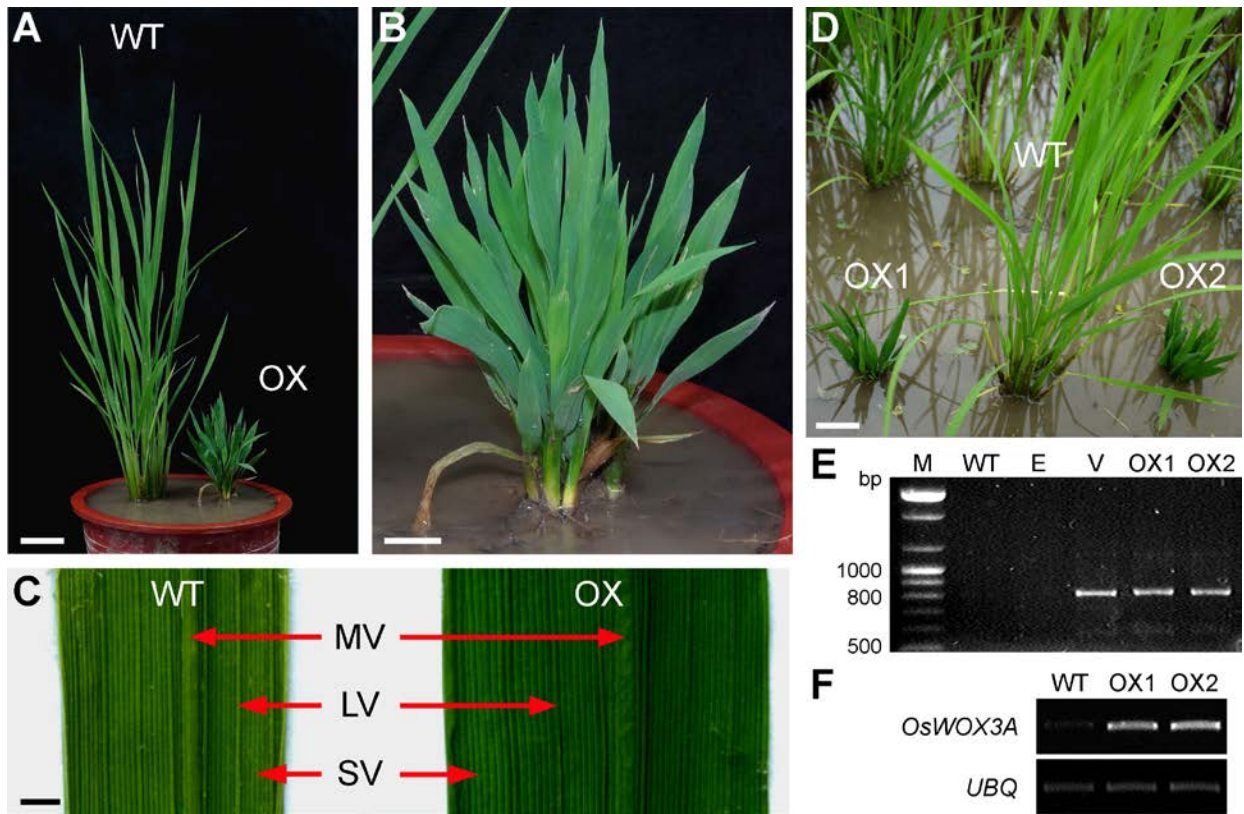 A
WT
OX
B
D
WT
OX1
OX2
C
WT
OX
MV
LV
SV
E
M WT E V OX1 OX2
bp
1000
800
500
F
WT OX1 OX2
OsWOX3A
UBQ